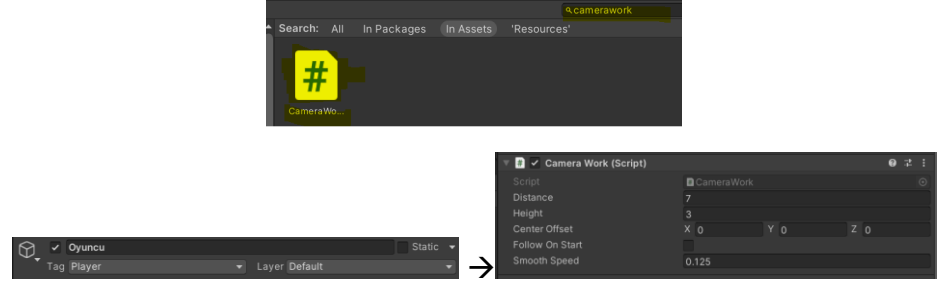 camerawork
Search: All In Packages In Assets 'Resources'
#
CameraWo...
Camera Work (Script)
Script CameraWork
Distance 7
Height 3
Center Offset X 0 Y 0 Z 0
Follow On Start
Smooth Speed 0.125
Oyuncu Static
Tag Player Layer Default